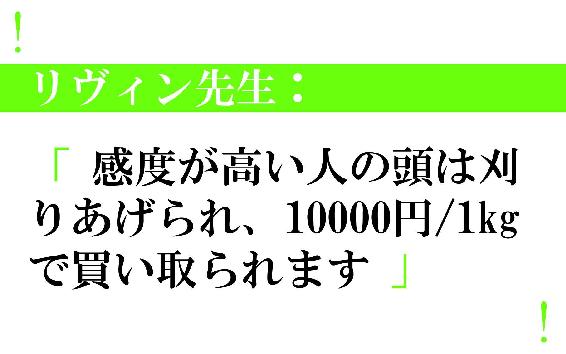 !
リヴィン先生：
「 感度が高い人の頭は刈
りあげられ、10000円/1kg
で買い取られます 」
!